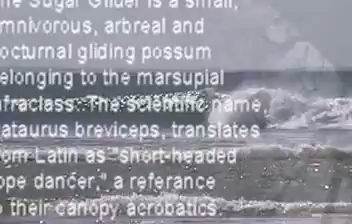 he Sugar Glider is a small,
mnivorous, arboreal and
octurnal gliding possum
elonging to the marsupial
nfraclass. The scientific name,
ataurus breviceps, translates
om Latin as "short-headed
ope dancer," a referance
o their canopy acrobatics.